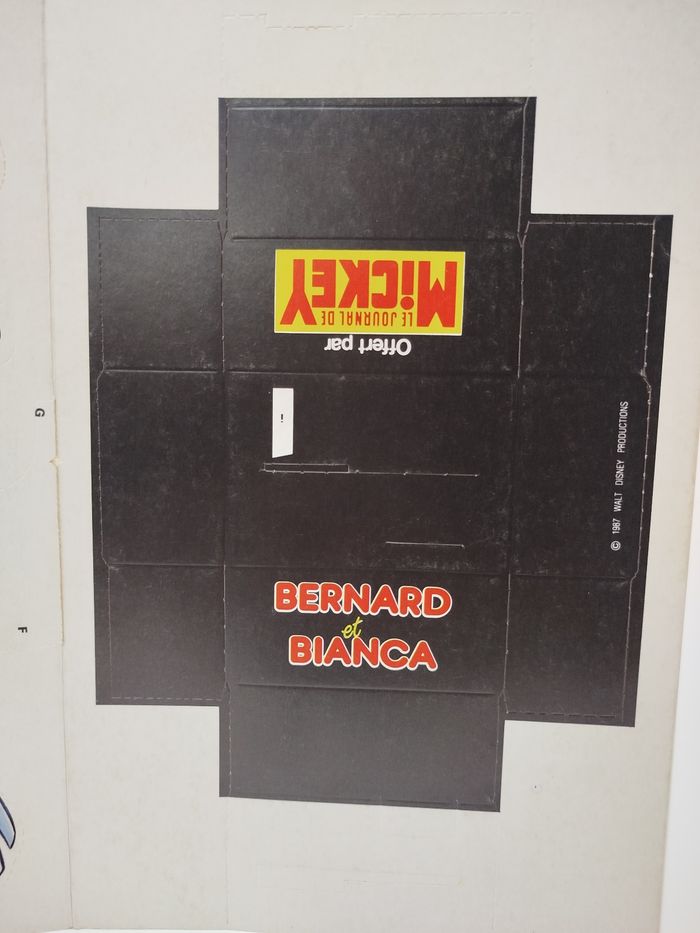 Offert par
LE JOURNAL DE
MiCKEY
BERNARD
et
BIANCA
© 1987 WALT DISNEY PRODUCTIONS
G
F